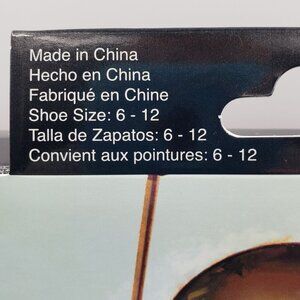 Made in China
Hecho en China
Fabriqué en Chine
Shoe Size: 6 - 12
Talla de Zapatos: 6 - 12
Convient aux pointures: 6 - 12